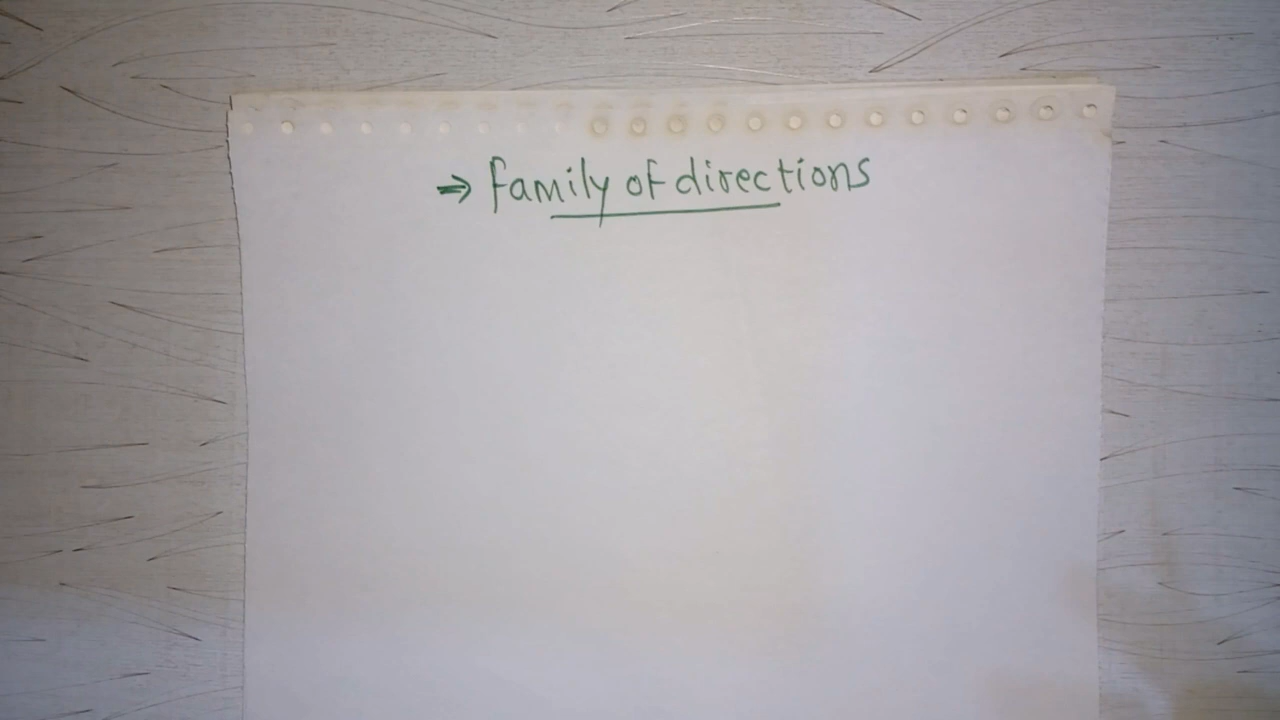 ⇒ family of directions